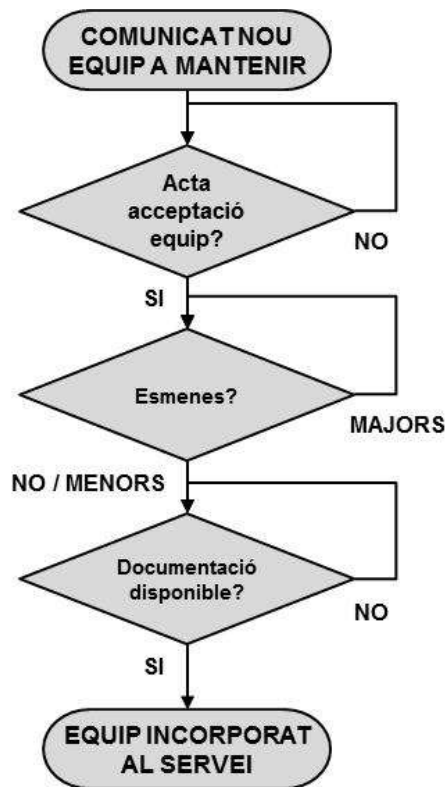 COMUNICAT NOU
EQUIP A MANTENIR
Acta
acceptació
equip?
NO
SI
Esmenes?
MAJORS
NO / MENORS
Documentació
disponible?
NO
SI
EQUIP INCORPORAT
AL SERVEI